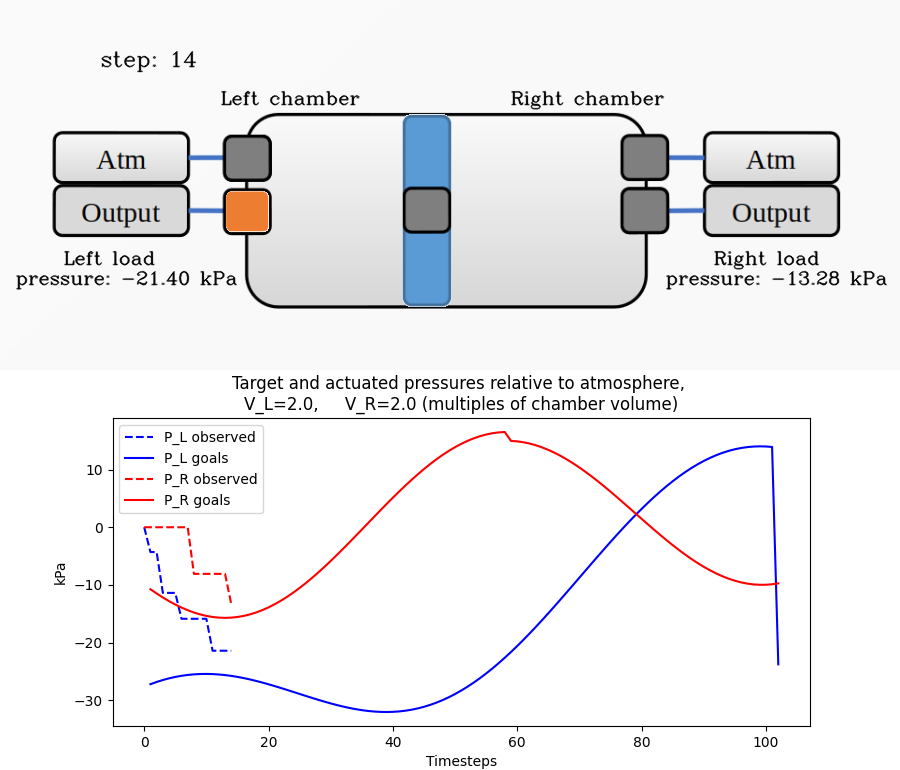 step: 14
Left chamber
Right chamber
Atm
Atm
Output
Output
Left load
pressure: -21.40 kPa
Right load
pressure: -13.28 kPa
Target and actuated pressures relative to atmosphere,
V_L=2.0, V_R=2.0 (multiples of chamber volume)
P_L observed
P_L goals
P_R observed
P_R goals
kPa
10
0
−10
−20
−30
0 20 40 60 80 100
Timesteps